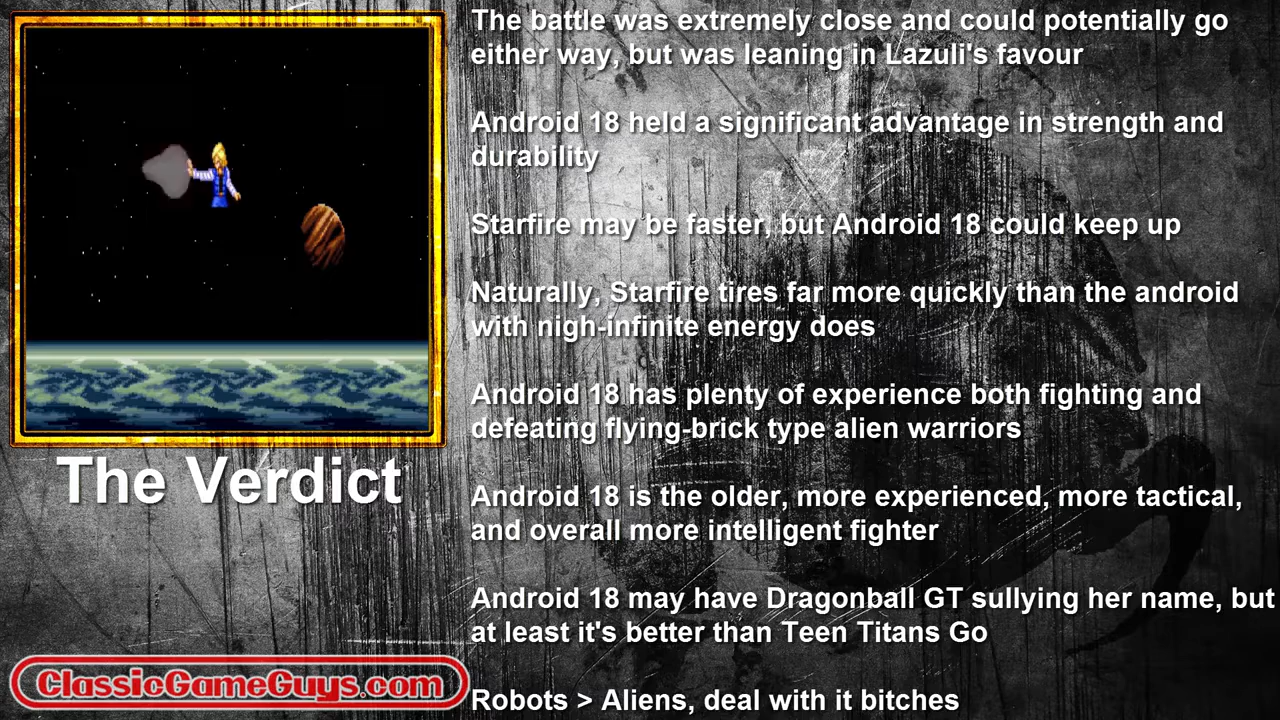 The battle was extremely close and could potentially go
either way, but was leaning in Lazuli's favour
Android 18 held a significant advantage in strength and
durability
Starfire may be faster, but Android 18 could keep up
Naturally, Starfire tires far more quickly than the android
with nigh-infinite energy does
Android 18 has plenty of experience both fighting and
defeating flying-brick type alien warriors
Android 18 is the older, more experienced, more tactical,
and overall more intelligent fighter
Android 18 may have Dragonball GT sullying her name, but
at least it's better than Teen Titans Go
Robots > Aliens, deal with it bitches
The Verdict
ClassicGameGuys.com